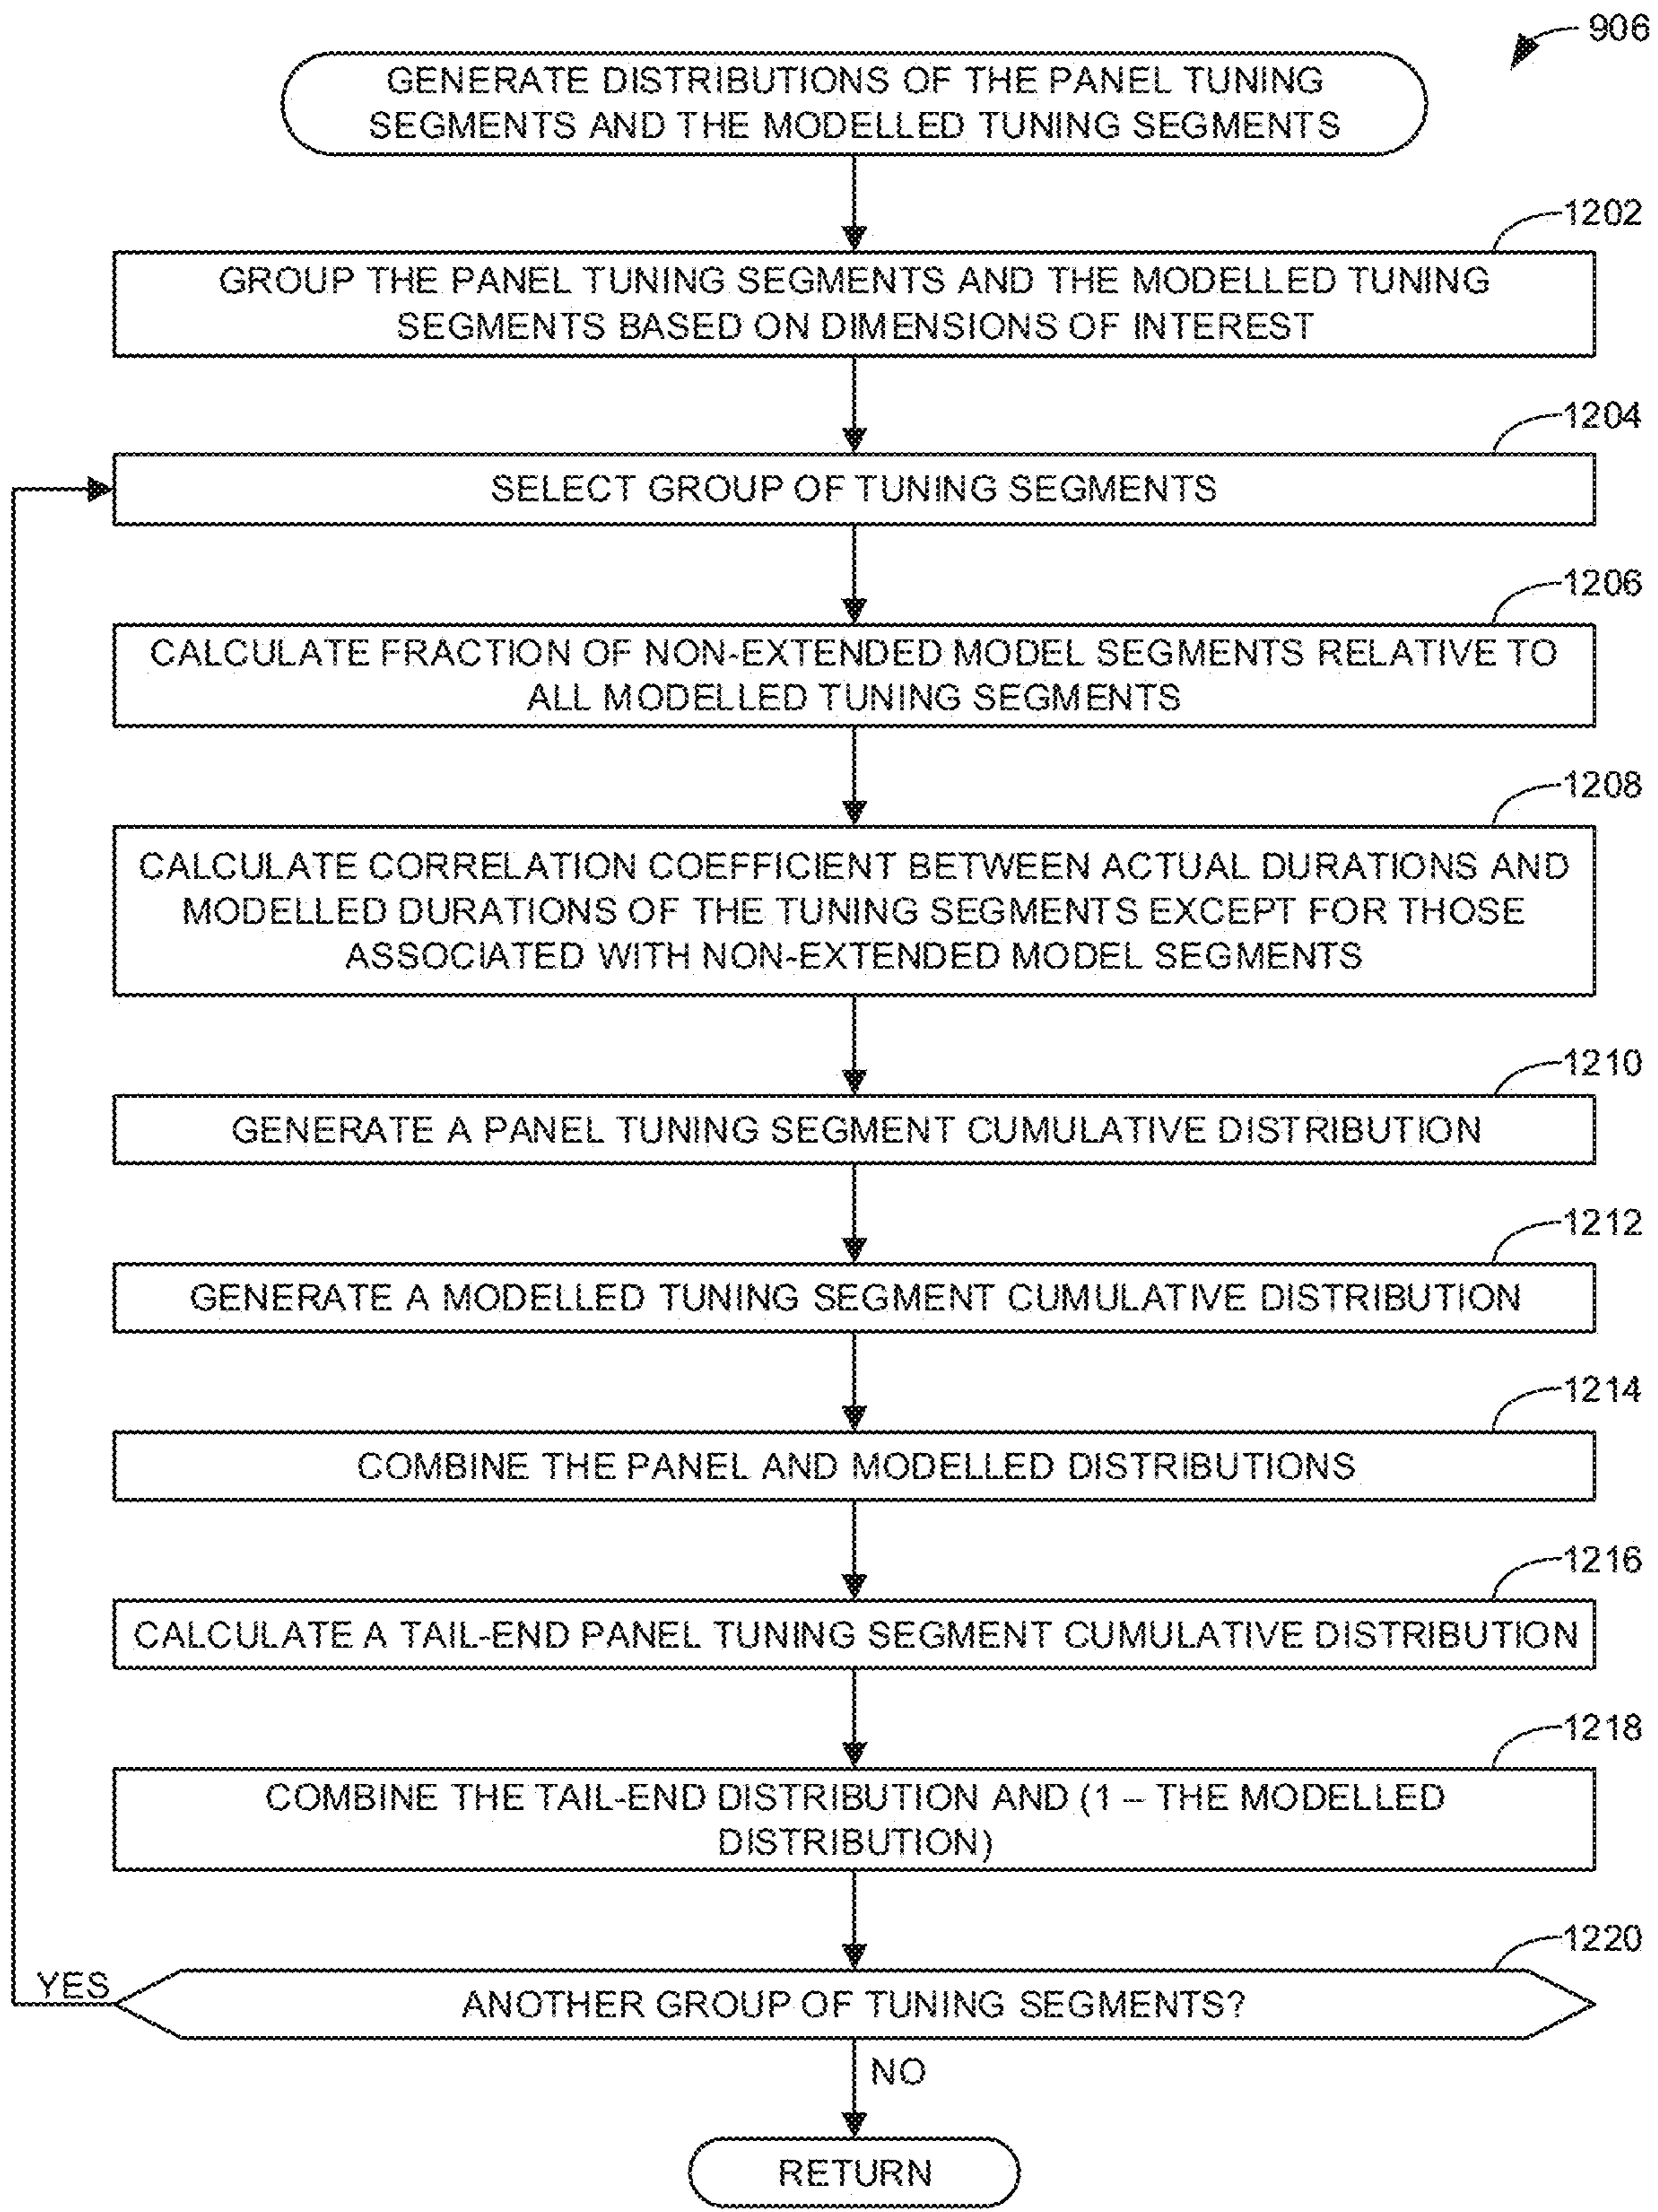 906
GENERATE DISTRIBUTIONS OF THE PANEL TUNING
SEGMENTS AND THE MODELLED TUNING SEGMENTS
1202
GROUP THE PANEL TUNING SEGMENTS AND THE MODELLED TUNING
SEGMENTS BASED ON DIMENSIONS OF INTEREST
1204
SELECT GROUP OF TUNING SEGMENTS
1206
CALCULATE FRACTION OF NON-EXTENDED MODEL SEGMENTS RELATIVE TO
ALL MODELLED TUNING SEGMENTS
1208
CALCULATE CORRELATION COEFFICIENT BETWEEN ACTUAL DURATIONS AND
MODELLED DURATIONS OF THE TUNING SEGMENTS EXCEPT FOR THOSE
ASSOCIATED WITH NON-EXTENDED MODEL SEGMENTS
1210
GENERATE A PANEL TUNING SEGMENT CUMULATIVE DISTRIBUTION
1212
GENERATE A MODELLED TUNING SEGMENT CUMULATIVE DISTRIBUTION
1214
COMBINE THE PANEL AND MODELLED DISTRIBUTIONS
1216
CALCULATE A TAIL-END PANEL TUNING SEGMENT CUMULATIVE DISTRIBUTION
1218
COMBINE THE TAIL-END DISTRIBUTION AND (1 – THE MODELLED
DISTRIBUTION)
1220
YES
ANOTHER GROUP OF TUNING SEGMENTS?
NO
RETURN